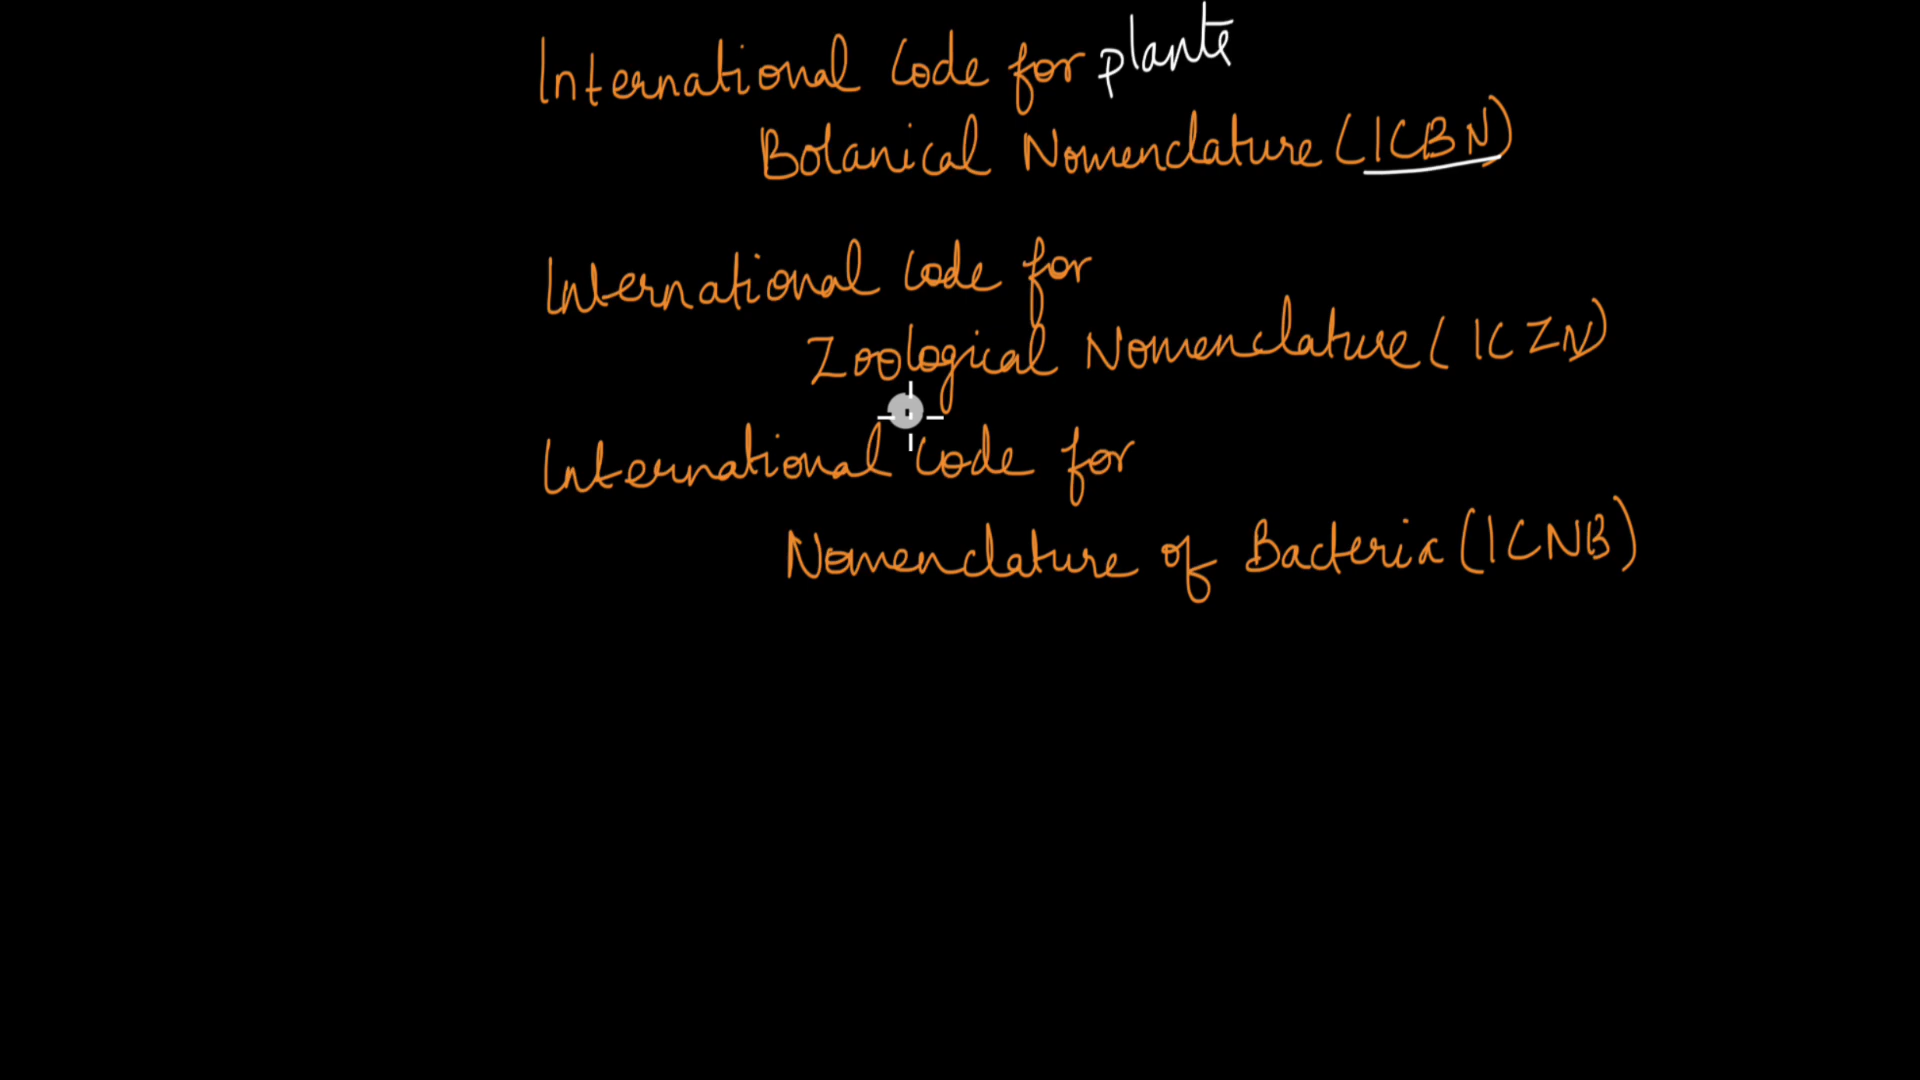 International Code for plants
Botanical Nomenclature (ICBN)
International Code for
Zoological Nomenclature (ICZN)
International Code for
Nomenclature of Bacteria (ICNB)